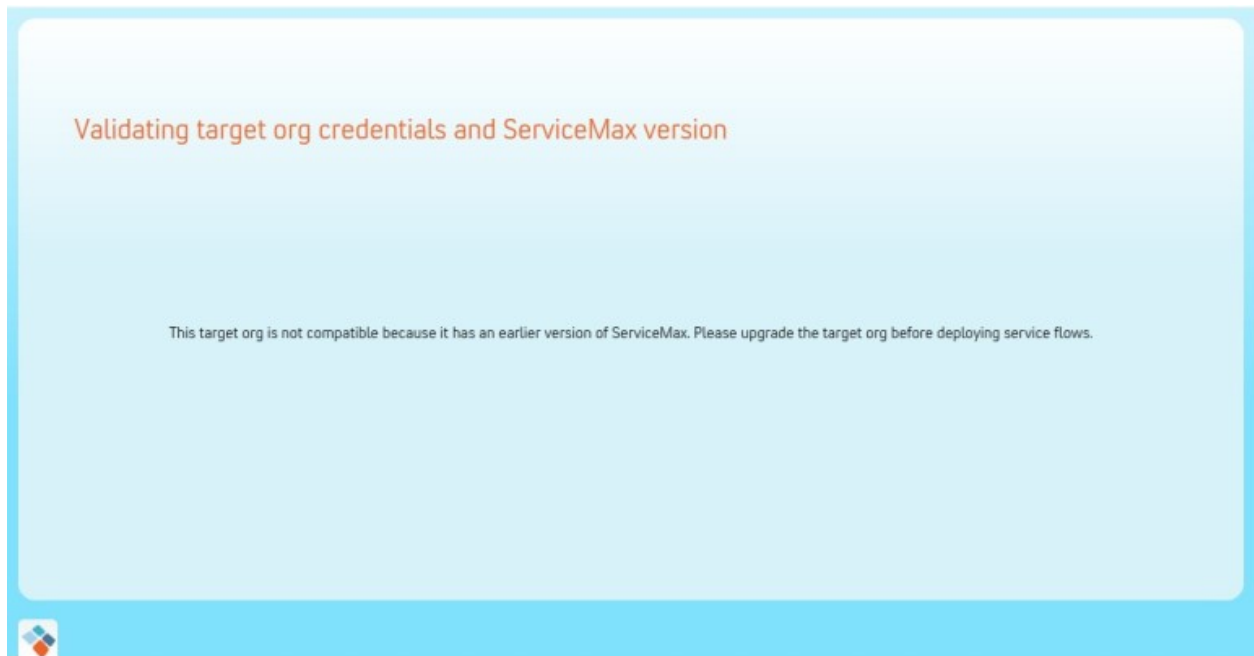 Validating target org credentials and ServiceMax version
This target org is not compatible because it has an earlier version of ServiceMax. Please upgrade the target org before deploying service flows.